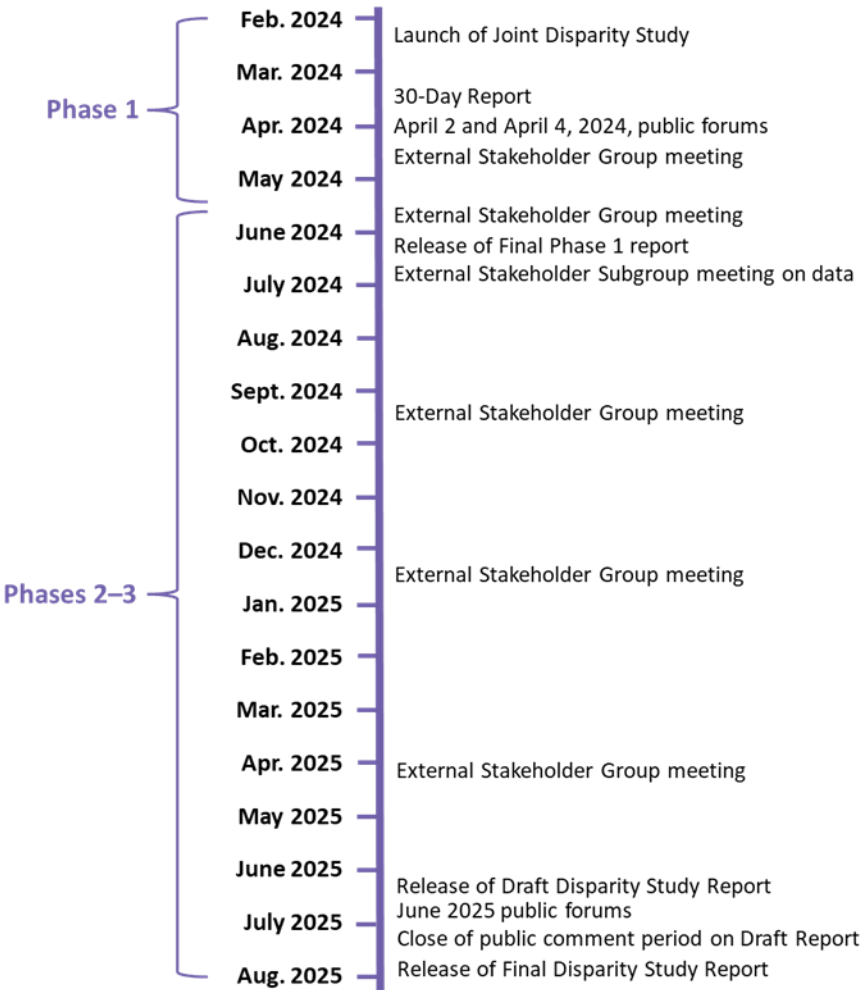 Feb. 2024
Launch of Joint Disparity Study
Mar. 2024
30-Day Report
Phase 1
Apr. 2024
April 2 and April 4, 2024, public forums
External Stakeholder Group meeting
May 2024
External Stakeholder Group meeting
June 2024
Release of Final Phase 1 report
External Stakeholder Subgroup meeting on data
July 2024
Aug. 2024
Sept. 2024
External Stakeholder Group meeting
Oct. 2024
Nov. 2024
Dec. 2024
External Stakeholder Group meeting
Phases 2–3
Jan. 2025
Feb. 2025
Mar. 2025
Apr. 2025
External Stakeholder Group meeting
May 2025
June 2025
Release of Draft Disparity Study Report
June 2025 public forums
July 2025
Close of public comment period on Draft Report
Release of Final Disparity Study Report
Aug. 2025